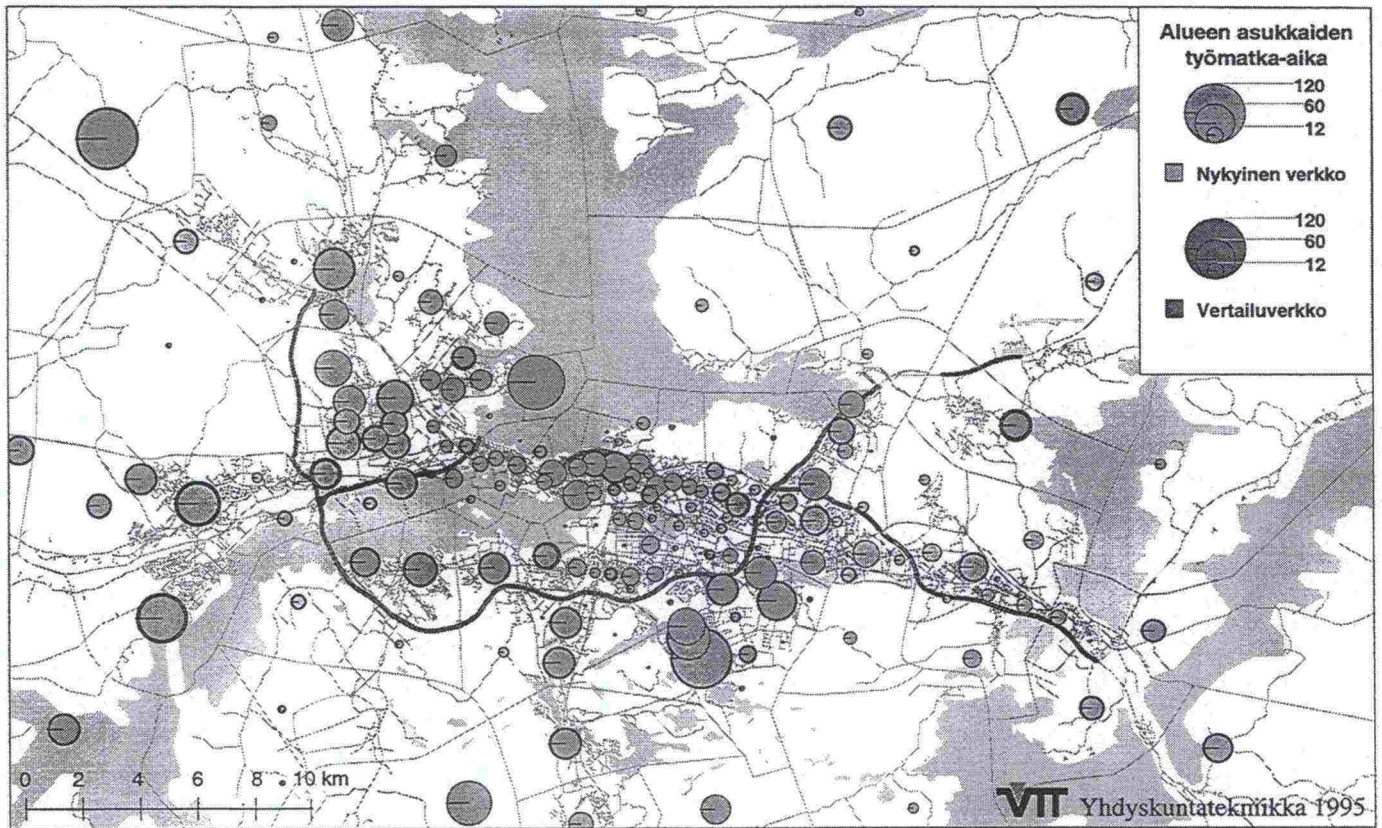 Alueen asukkaiden
työmatka-aika
120
60
12
Nykyinen verkko
120
60
12
Vertailuverkko
0 2 4 6 8 10 km
VTT Yhdyskuntatekniikka 1995